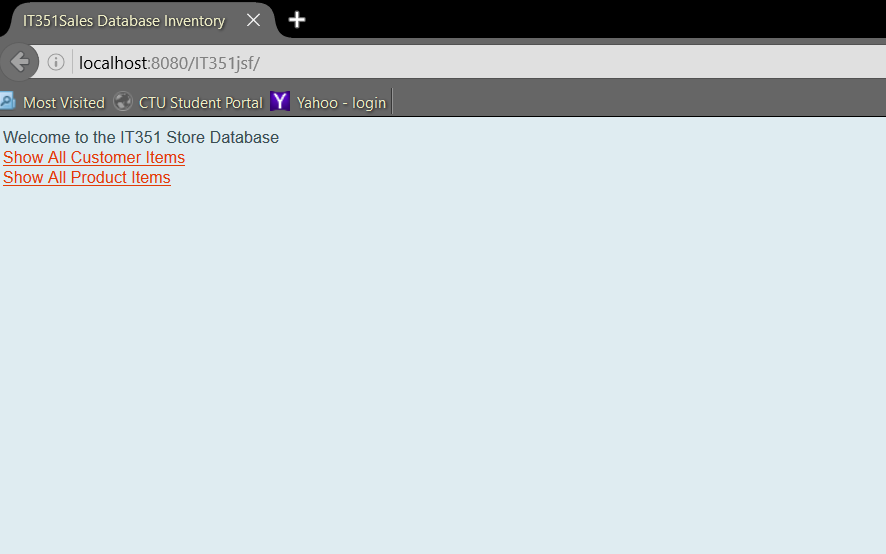 IT351Sales Database Inventory
localhost:8080/IT351jsf/
Most Visited CTU Student Portal Yahoo - login
Welcome to the IT351 Store Database
Show All Customer Items
Show All Product Items